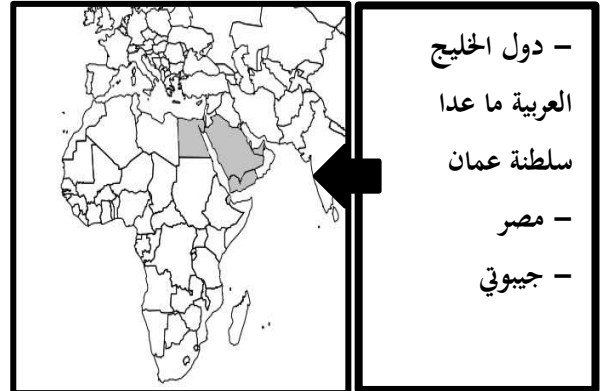 – دول الخليج
العربية ما عدا
سلطنة عمان
– مصر
– جيبوتي